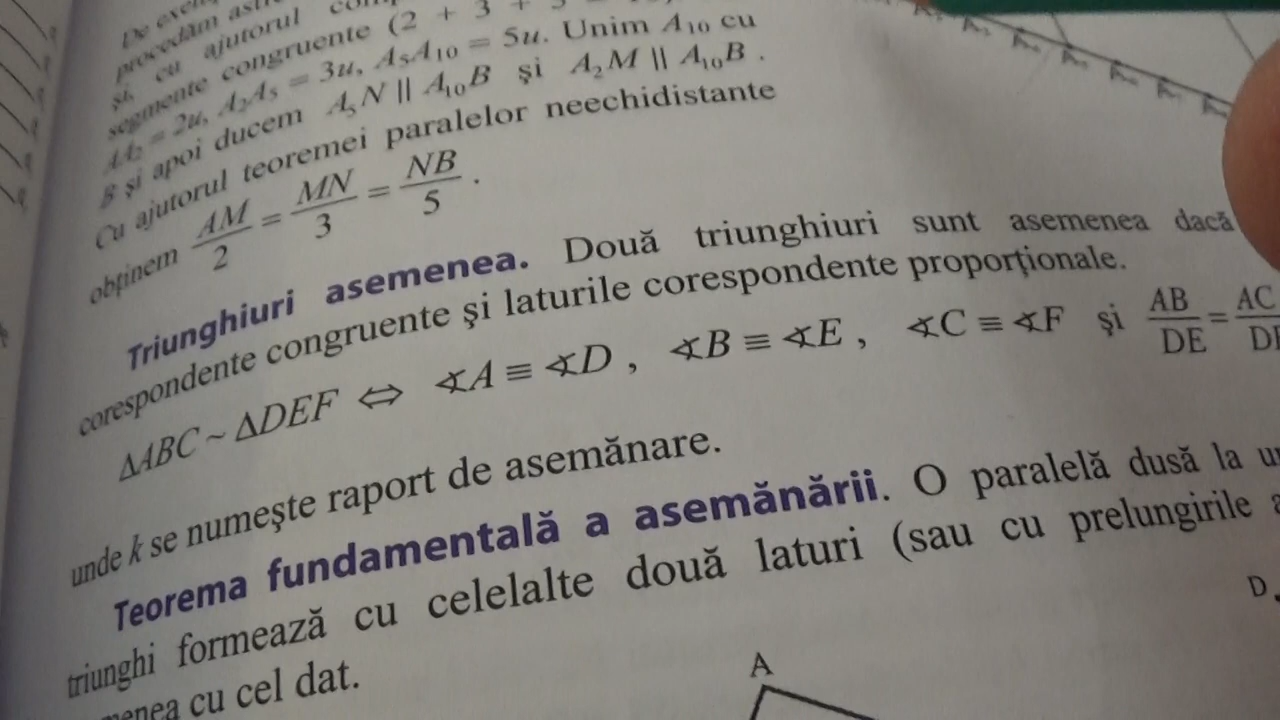 De
procedăm
cu ajutorul
segmente congruente (2 + 3 +
AA₂ = 2u, A₂A₅ = 3u, A₅A₁₀ = 5u. Unim A₁₀ cu
B și apoi ducem A₅N || A₁₀B și A₂M || A₁₀B .
Cu ajutorul teoremei paralelor neechidistante
obținem AM/2 = MN/3 = NB/5 .
Triunghiuri asemenea. Două triunghiuri sunt asemenea dacă
corespondente congruente și laturile corespondente proporționale.
ΔABC ~ ΔDEF ⇔ ∢A ≡ ∢D , ∢B ≡ ∢E , ∢C ≡ ∢F și AB/DE = AC
unde k se numește raport de asemănare.
Teorema fundamentală a asemănării. O paralelă dusă la
triunghi formează cu celelalte două laturi (sau cu prelungirile
cu cel dat.
D
A